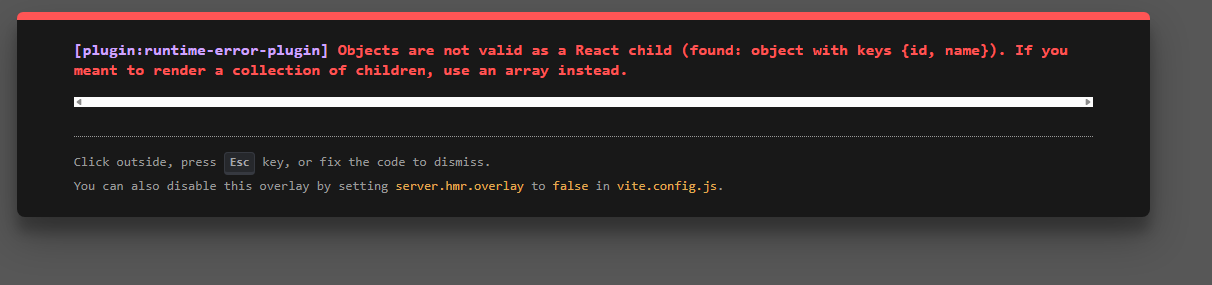 [plugin:runtime-error-plugin] Objects are not valid as a React child (found: object with keys {id, name}). If you
meant to render a collection of children, use an array instead.
Click outside, press Esc key, or fix the code to dismiss.
You can also disable this overlay by setting server.hmr.overlay to false in vite.config.js.